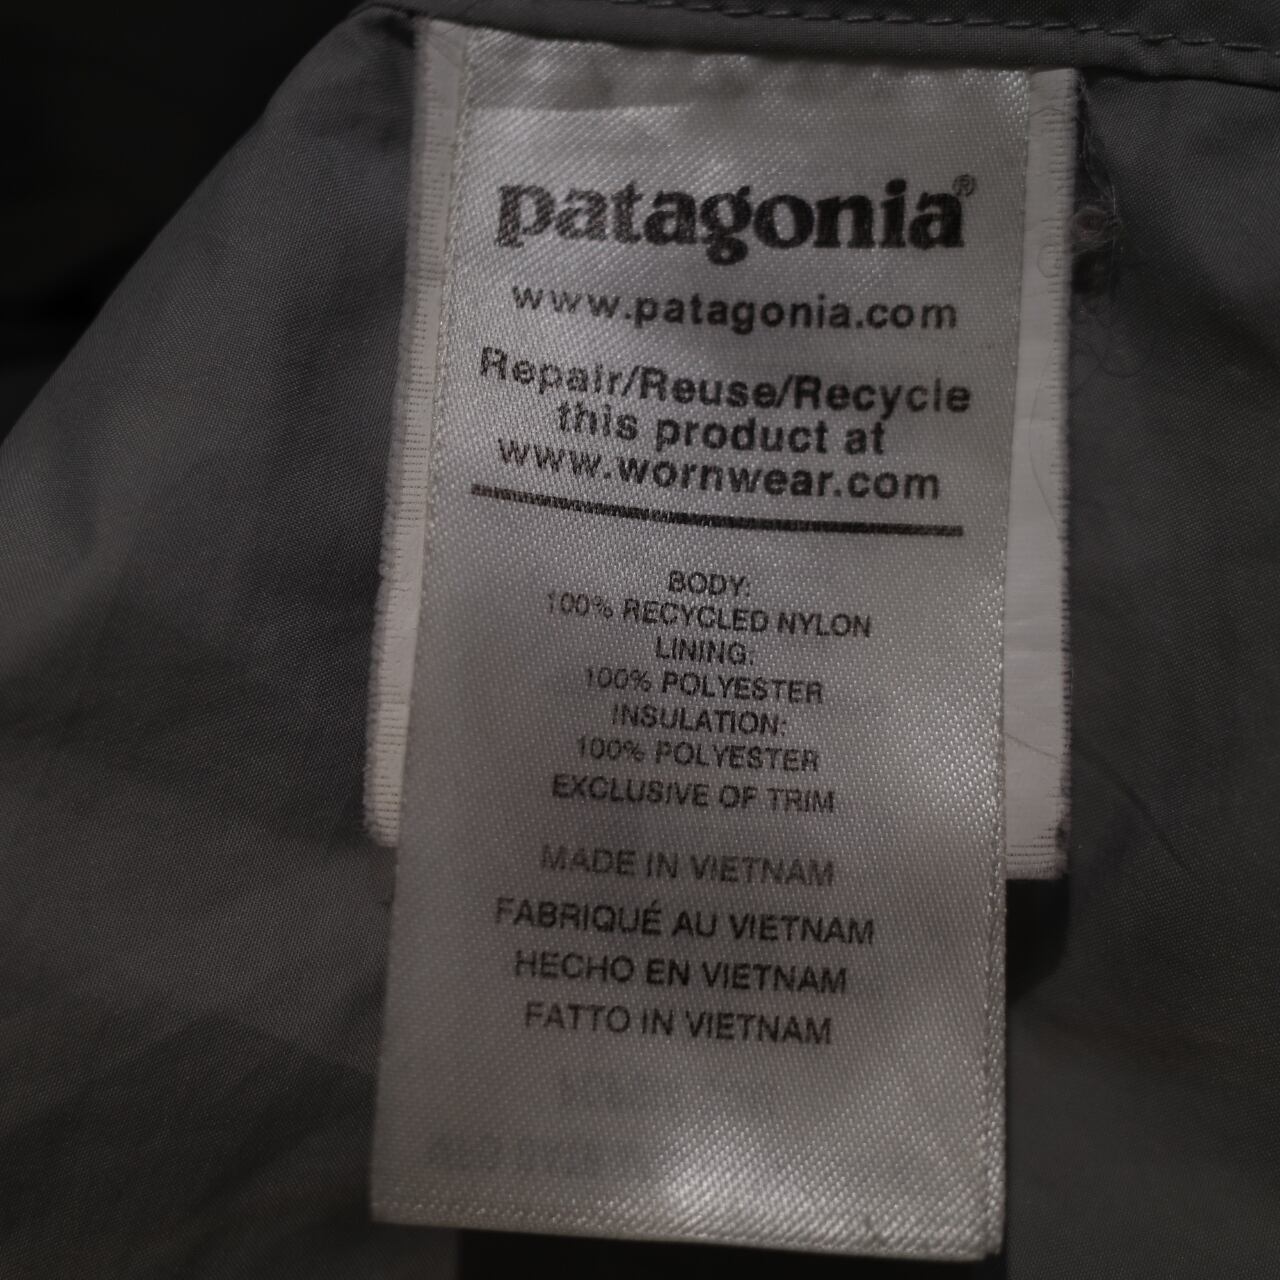 patagonia®
www.patagonia.com
Repair/Reuse/Recycle
this product at
www.wornwear.com
BODY:
100% RECYCLED NYLON
LINING:
100% POLYESTER
INSULATION:
100% POLYESTER
EXCLUSIVE OF TRIM
MADE IN VIETNAM
FABRIQUÉ AU VIETNAM
HECHO EN VIETNAM
FATTO IN VIETNAM